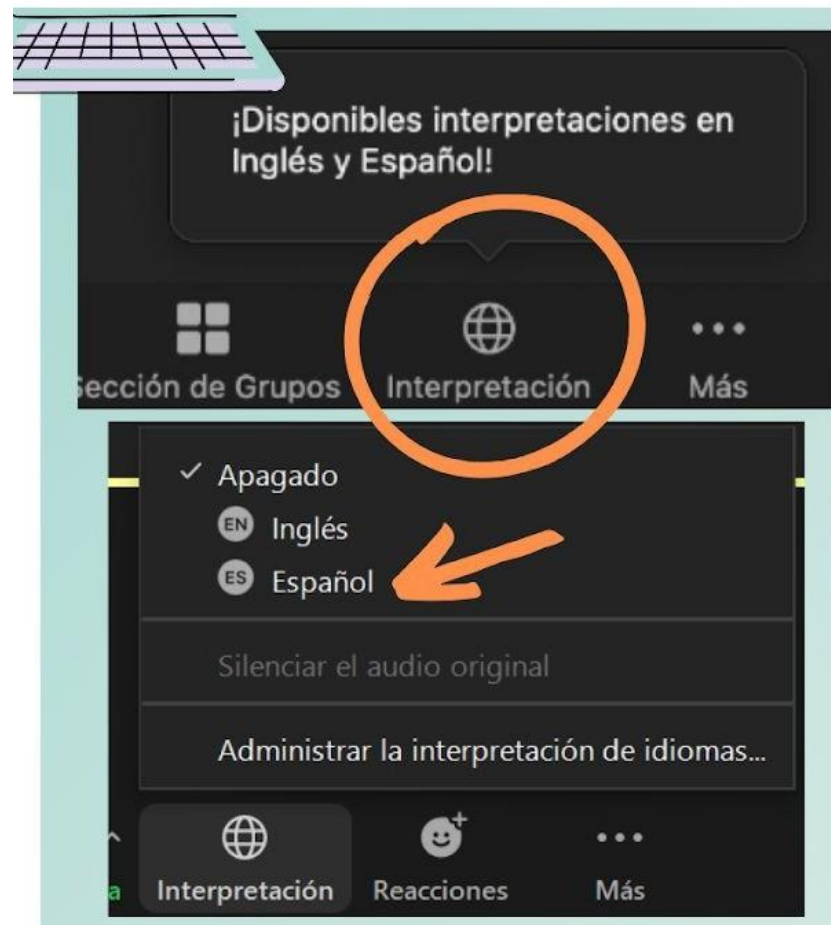 ¡Disponibles interpretaciones en
Inglés y Español!
Sección de Grupos Interpretación Más
✓ Apagado
EN Inglés
ES Español
Silenciar el audio original
Administrar la interpretación de idiomas...
a Interpretación Reacciones Más